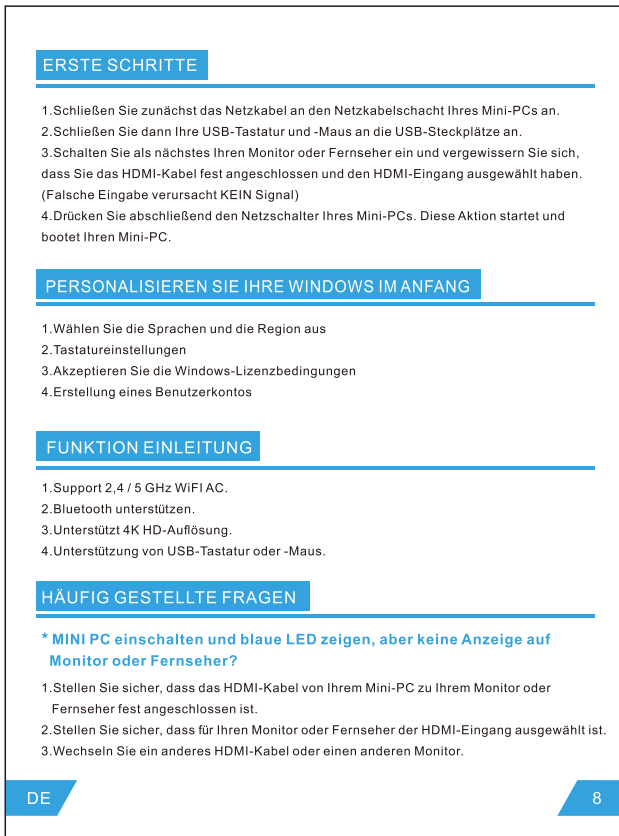 ERSTE SCHRITTE
1.Schließen Sie zunächst das Netzkabel an den Netzkabelschacht Ihres Mini-PCs an.
2.Schließen Sie dann Ihre USB-Tastatur und -Maus an die USB-Steckplätze an.
3.Schalten Sie als nächstes Ihren Monitor oder Fernseher ein und vergewissern Sie sich,
dass Sie das HDMI-Kabel fest angeschlossen und den HDMI-Eingang ausgewählt haben.
(Falsche Eingabe verursacht KEIN Signal)
4.Drücken Sie abschließend den Netzschalter Ihres Mini-PCs. Diese Aktion startet und
bootet Ihren Mini-PC.
PERSONALISIEREN SIE IHRE WINDOWS IM ANFANG
1.Wählen Sie die Sprachen und die Region aus
2.Tastatureinstellungen
3.Akzeptieren Sie die Windows-Lizenzbedingungen
4.Erstellung eines Benutzerkontos
FUNKTION EINLEITUNG
1.Support 2,4 / 5 GHz WiFI AC.
2.Bluetooth unterstützen.
3.Unterstützt 4K HD-Auflösung.
4.Unterstützung von USB-Tastatur oder -Maus.
HÄUFIG GESTELLTE FRAGEN
* MINI PC einschalten und blaue LED zeigen, aber keine Anzeige auf
Monitor oder Fernseher?
1.Stellen Sie sicher, dass das HDMI-Kabel von Ihrem Mini-PC zu Ihrem Monitor oder
Fernseher fest angeschlossen ist.
2.Stellen Sie sicher, dass für Ihren Monitor oder Fernseher der HDMI-Eingang ausgewählt ist.
3.Wechseln Sie ein anderes HDMI-Kabel oder einen anderen Monitor.
DE
8